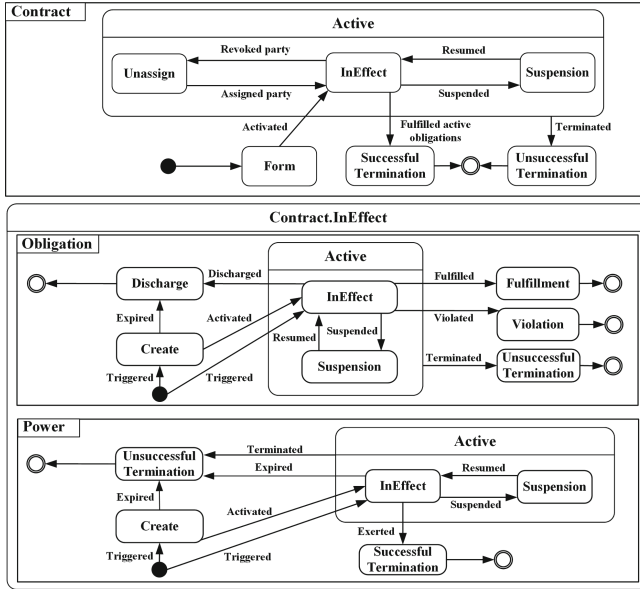 Contract
Active
Revoked party
Resumed
Unassign
InEffect
Suspension
Assigned party
Suspended
Activated
Fulfilled active
obligations
Terminated
Form
Successful
Termination
Unsuccessful
Termination
Contract.InEffect
Obligation
Active
Discharged
Fulfilled
Discharge
InEffect
Fulfillment
Expired
Activated
Violated
Violation
Resumed
Suspended
Create
Terminated
Unsuccessful
Termination
Suspension
Triggered
Triggered
Power
Active
Unsuccessful
Termination
Terminated
Expired
Resumed
InEffect
Suspension
Expired
Activated
Suspended
Create
Exerted
Triggered
Triggered
Successful
Termination